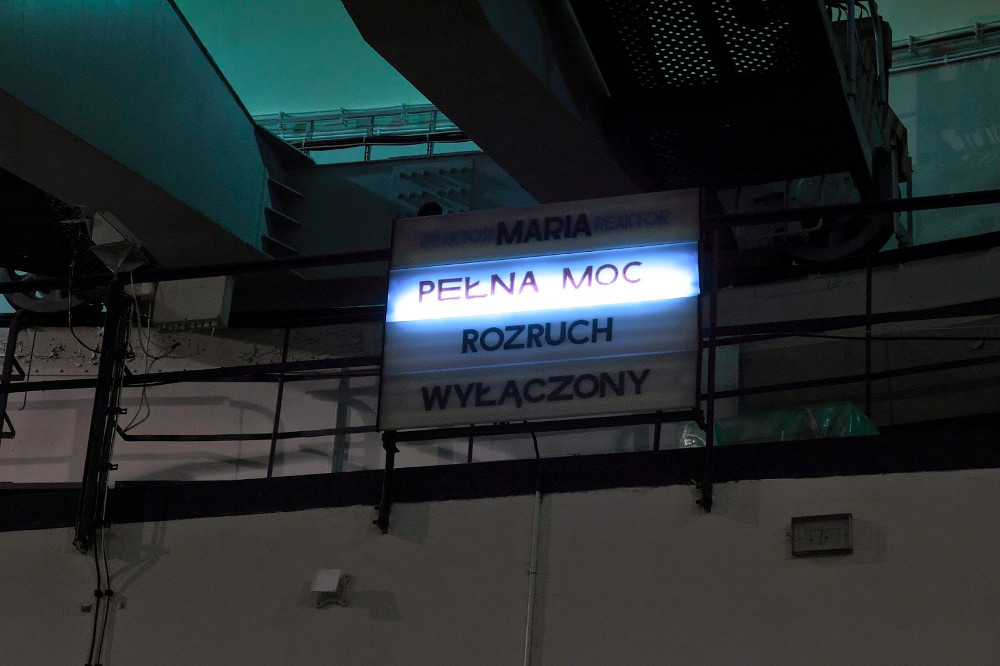 REAKTOR MARIA REAKTOR
PEŁNA MOC
ROZRUCH
WYŁĄCZONY